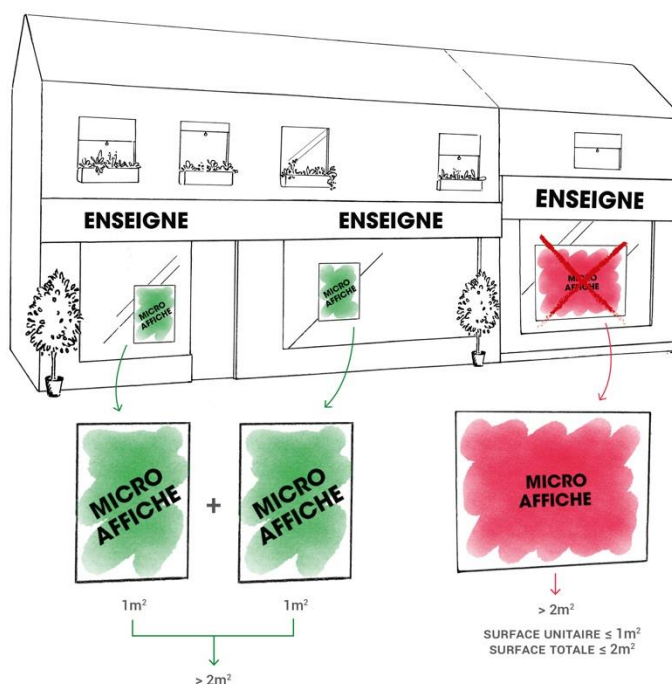 ENSEIGNE
ENSEIGNE
ENSEIGNE
MICRO
AFFICHE
MICRO
AFFICHE
MICRO
AFFICHE
MICRO
AFFICHE
+
MICRO
AFFICHE
MICRO
AFFICHE
1m²
1m²
> 2m²
> 2m²
SURFACE UNITAIRE ≤ 1m²
SURFACE TOTALE ≤ 2m²